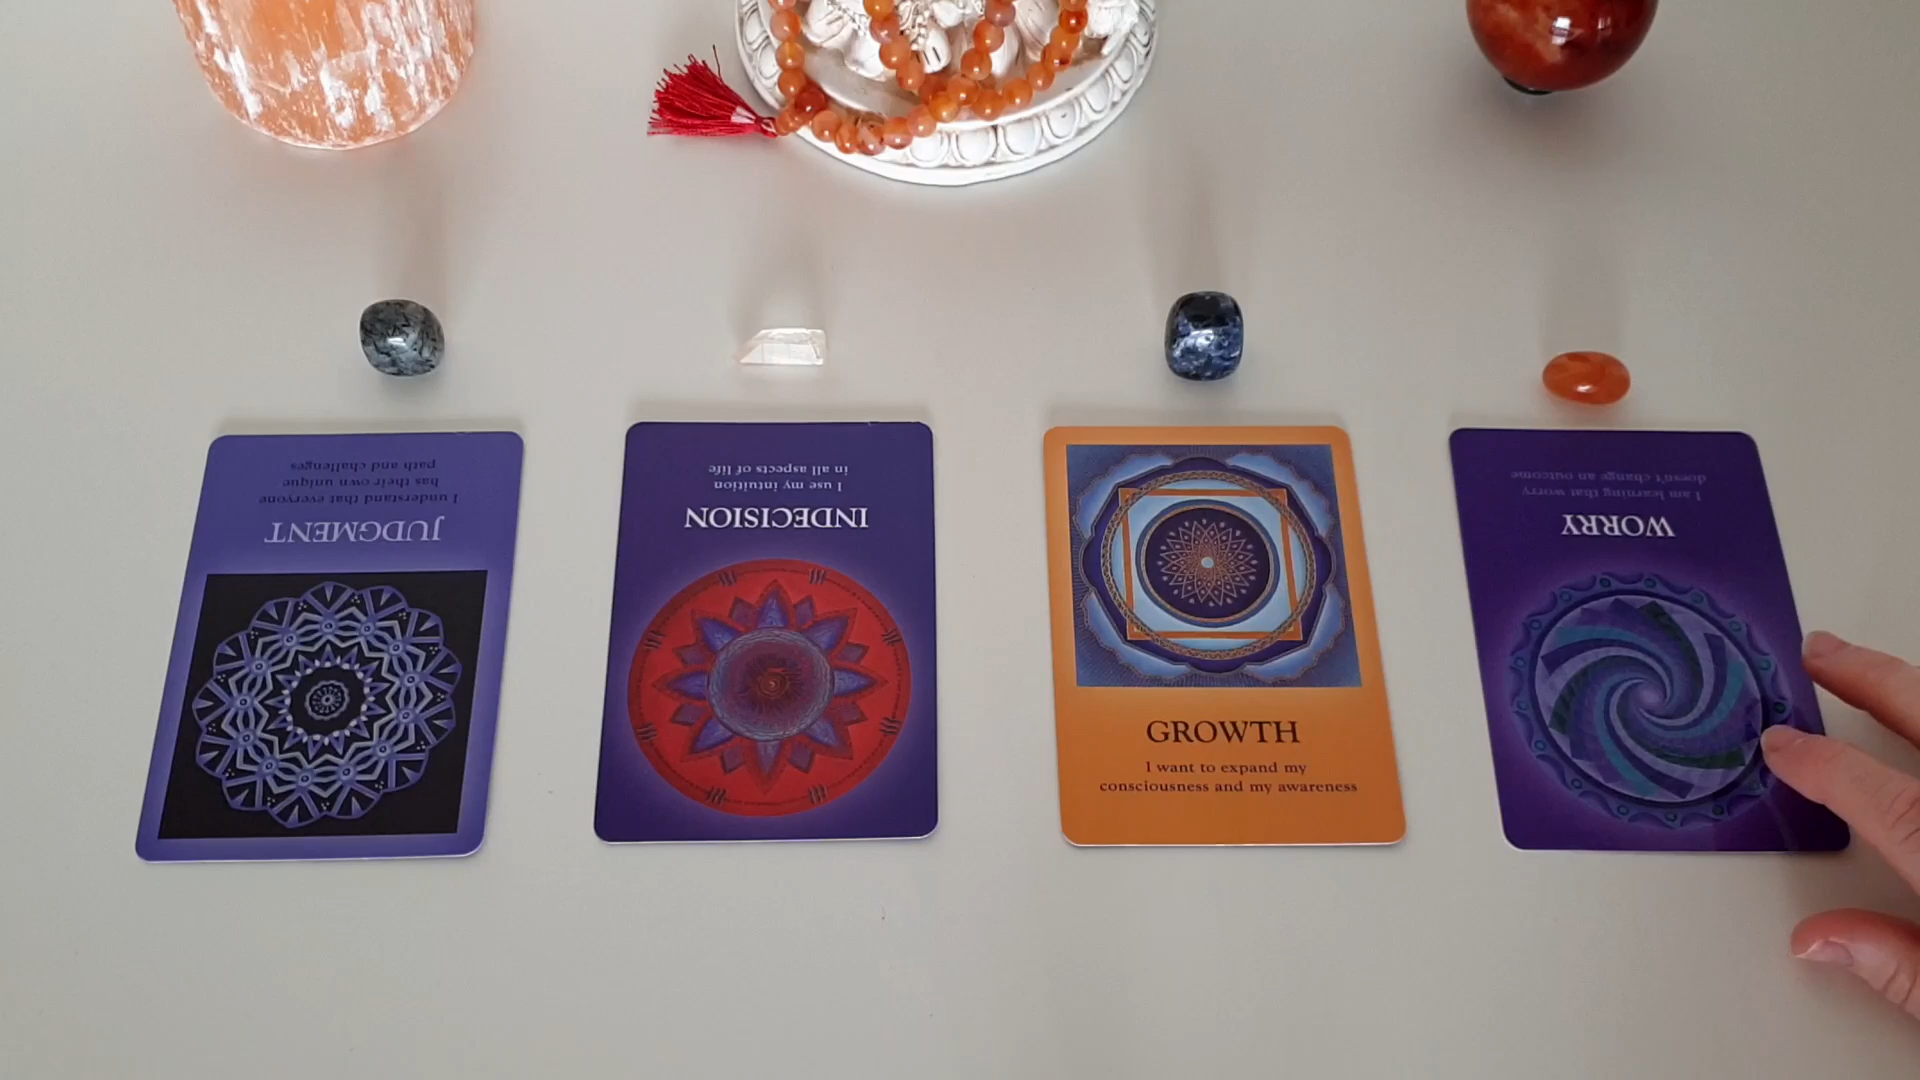 JUDGMENT
I understand that everyone
has their own unique
path and challenges
INDECISION
I use my intuition
in all aspects of life
GROWTH
I want to expand my
consciousness and my awareness
WORRY
I am learning that worry
doesn't change an outcome